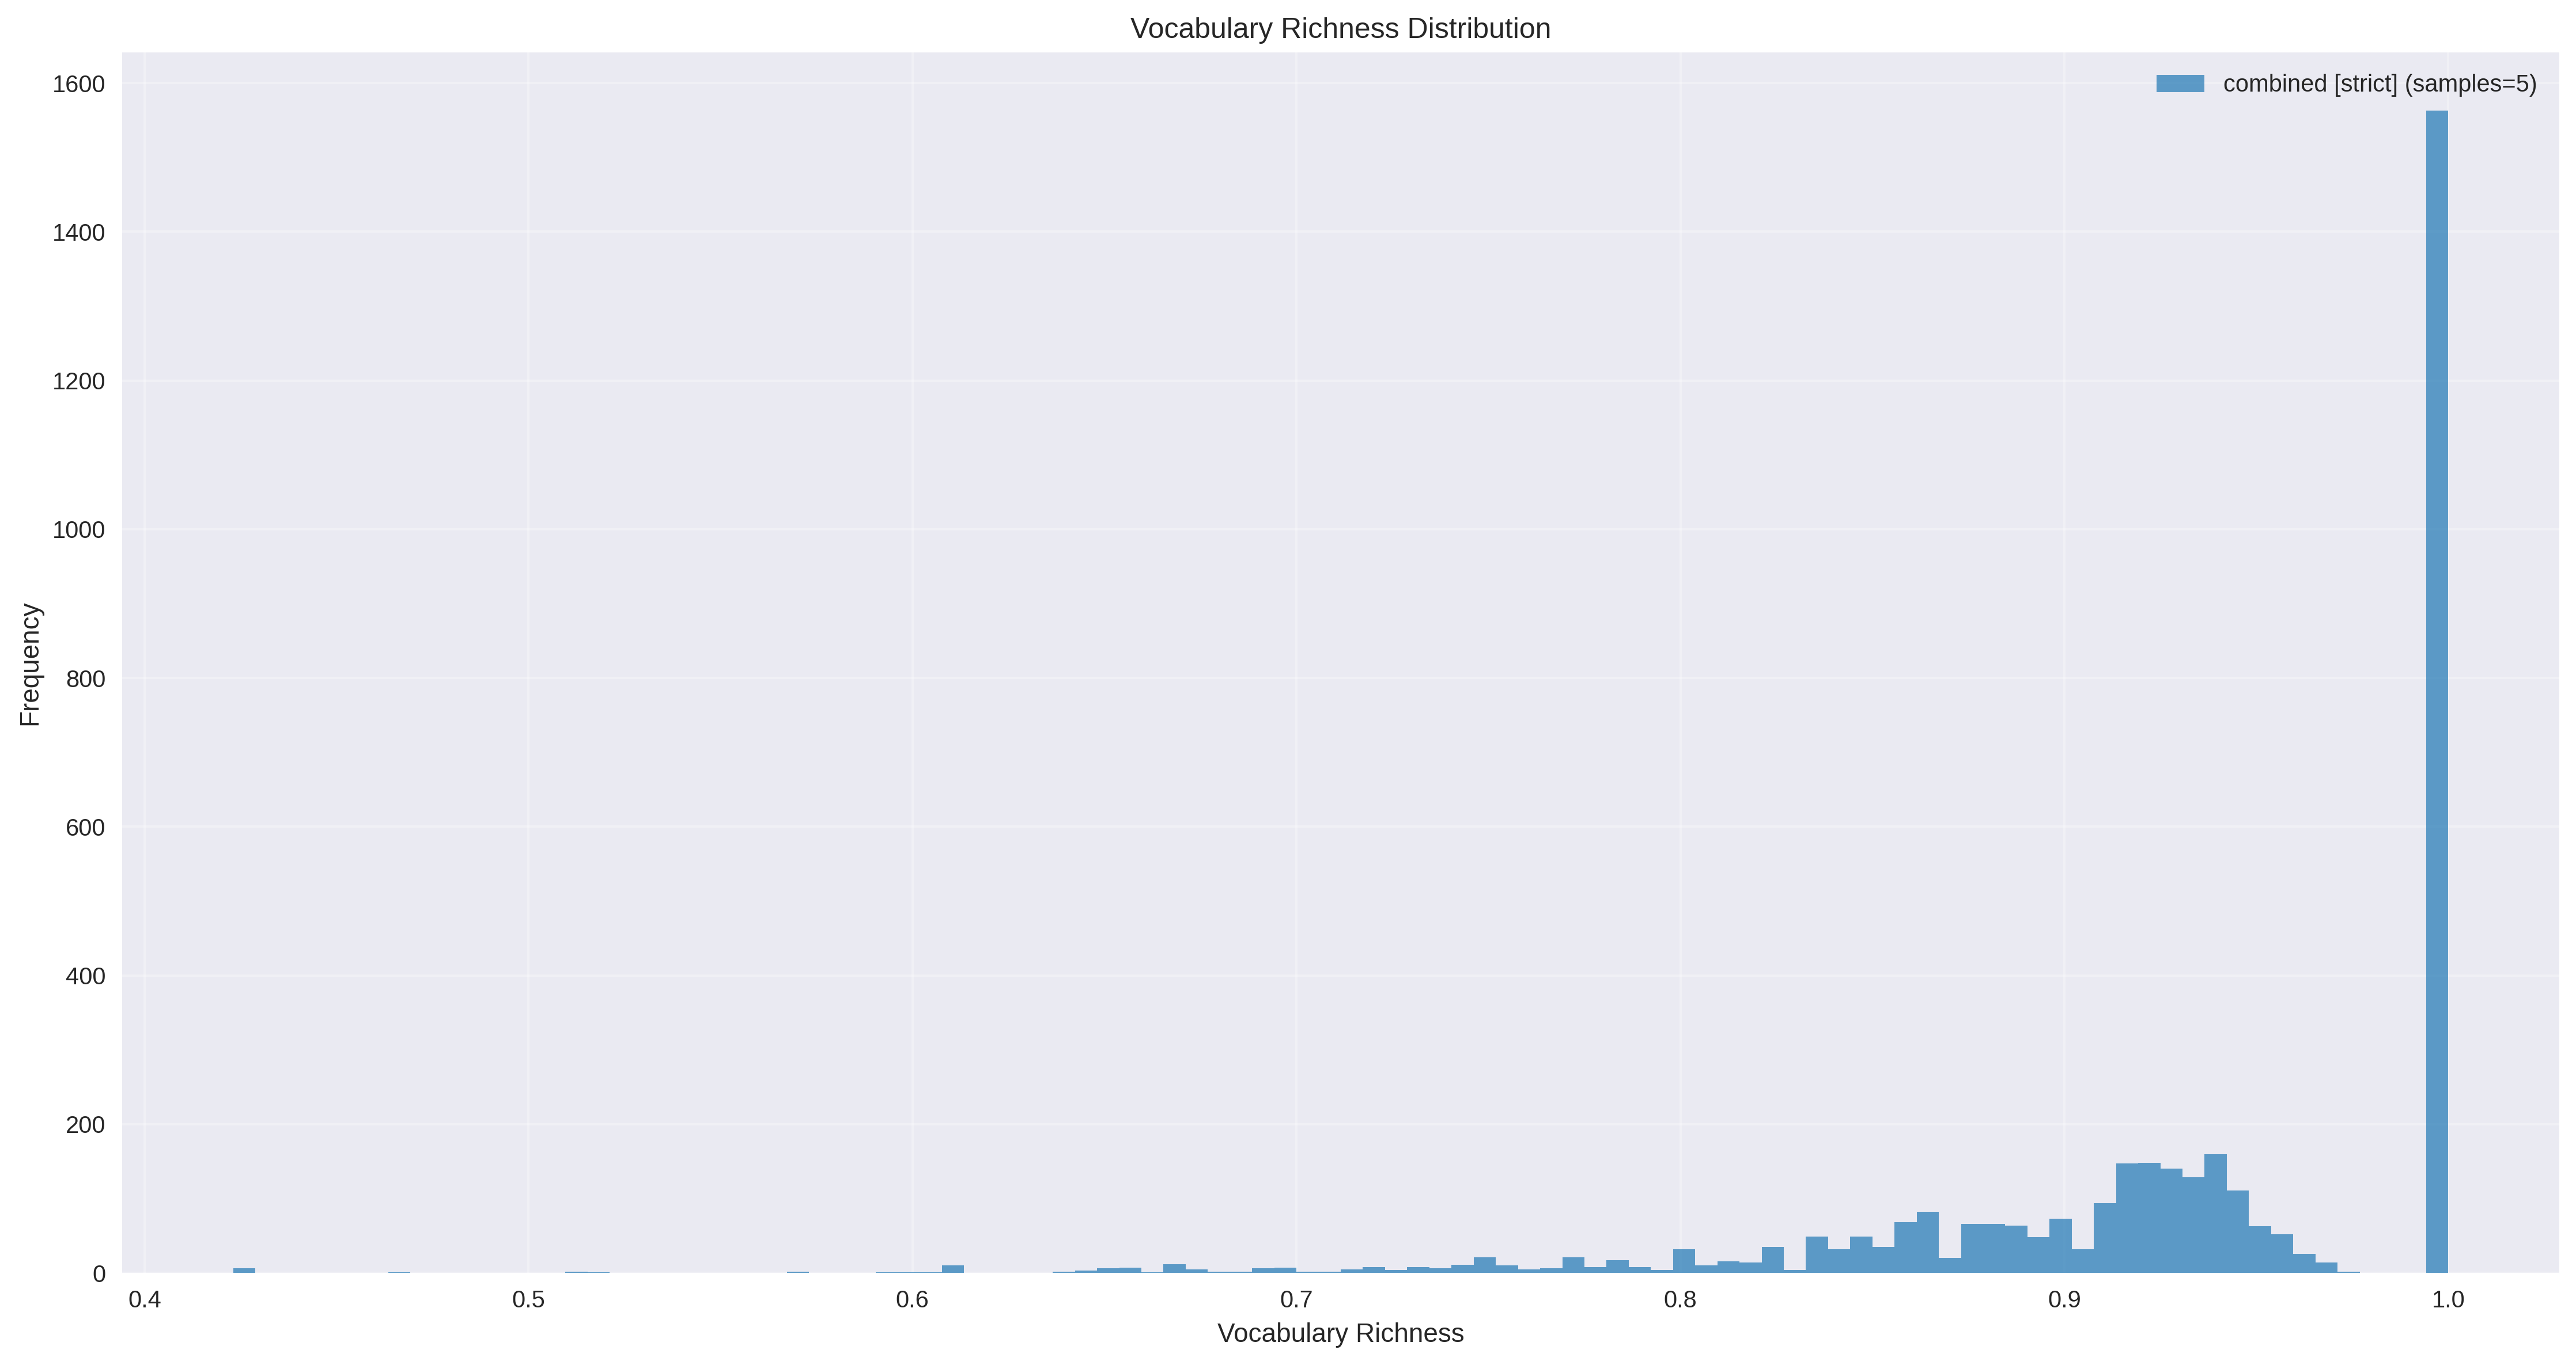 Vocabulary Richness Distribution
combined [strict] (samples=5)
Frequency
1600
1400
1200
1000
800
600
400
200
0
0.4 0.5 0.6 0.7 0.8 0.9 1.0
Vocabulary Richness